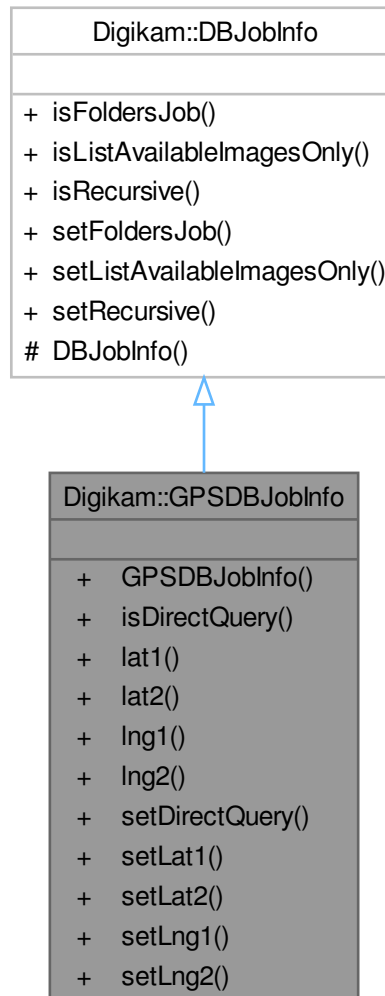 Digikam::DBJobInfo
+ isFoldersJob()
+ isListAvailableImagesOnly()
+ isRecursive()
+ setFoldersJob()
+ setListAvailableImagesOnly()
+ setRecursive()
# DBJobInfo()
Digikam::GPSDBJobInfo
+ GPSDBJobInfo()
+ isDirectQuery()
+ lat1()
+ lat2()
+ lng1()
+ lng2()
+ setDirectQuery()
+ setLat1()
+ setLat2()
+ setLng1()
+ setLng2()